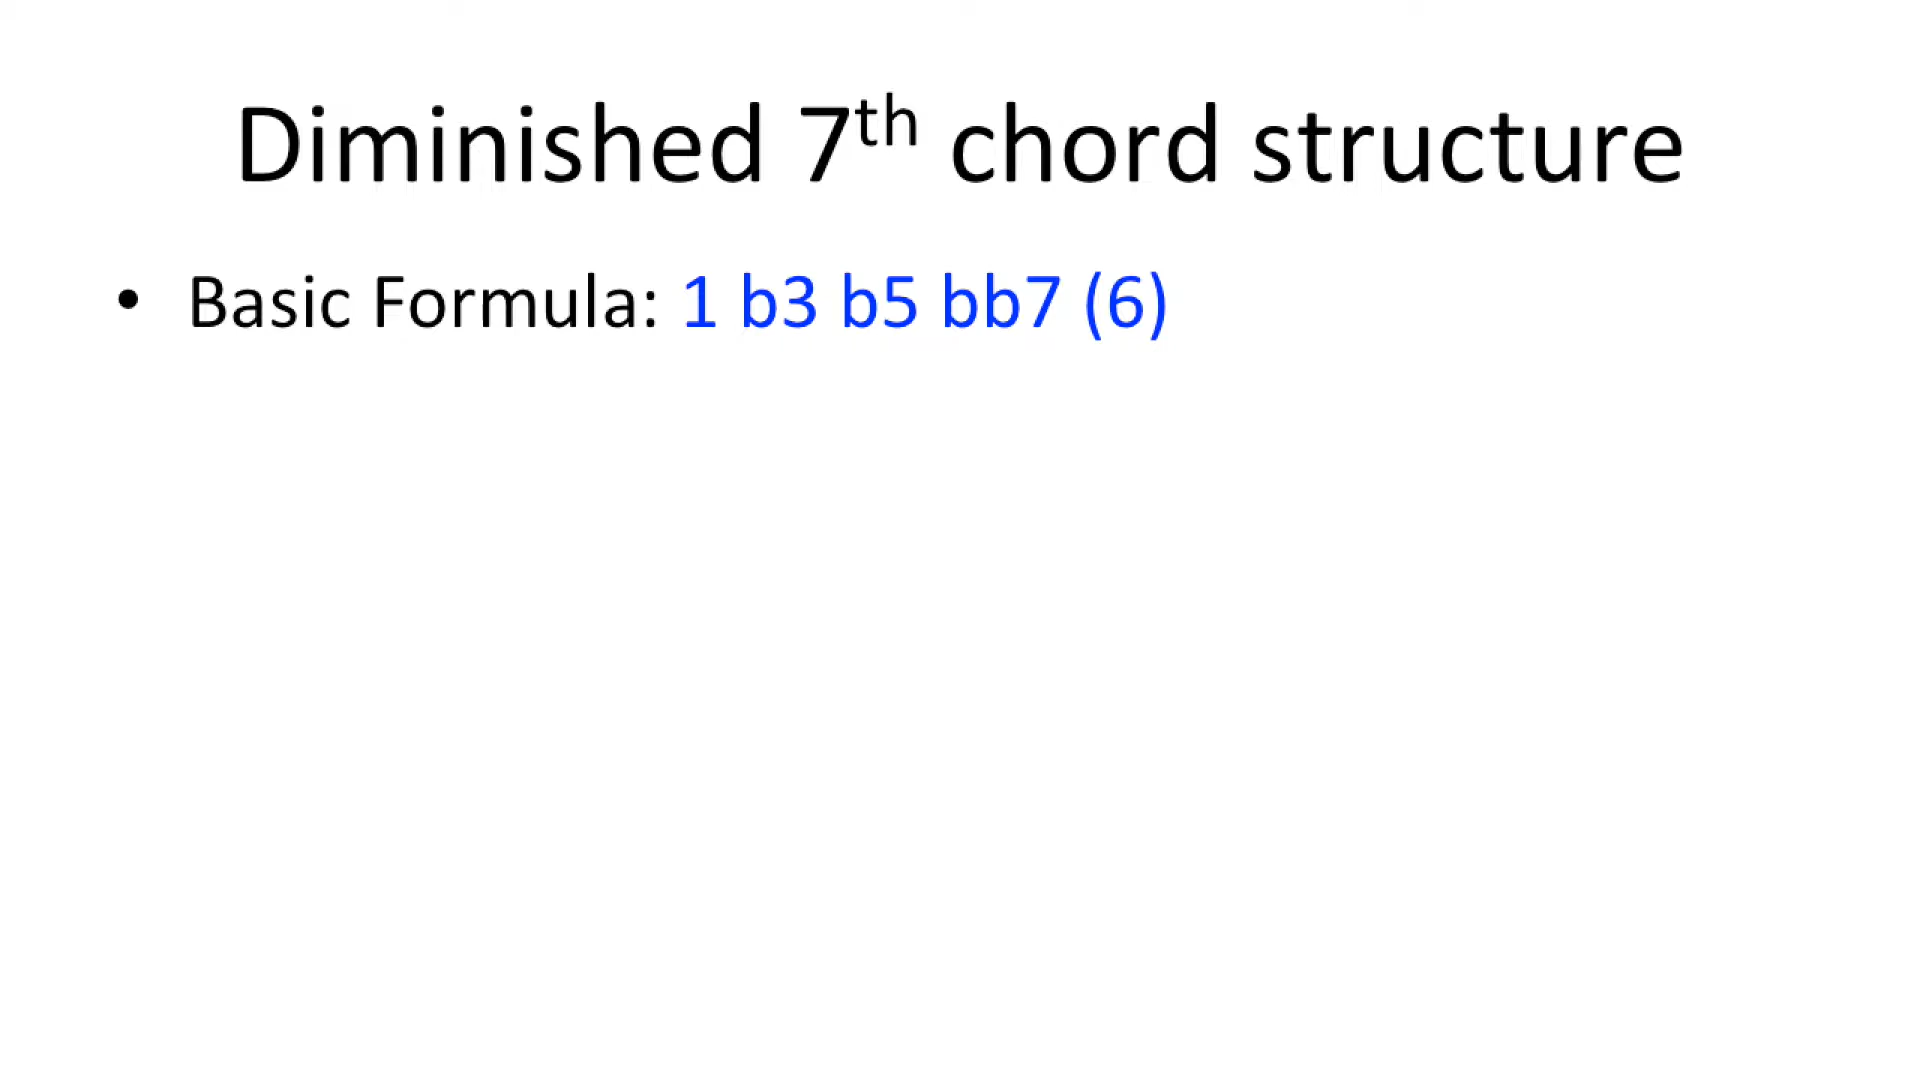 Diminished 7th chord structure
• Basic Formula: 1 b3 b5 bb7 (6)